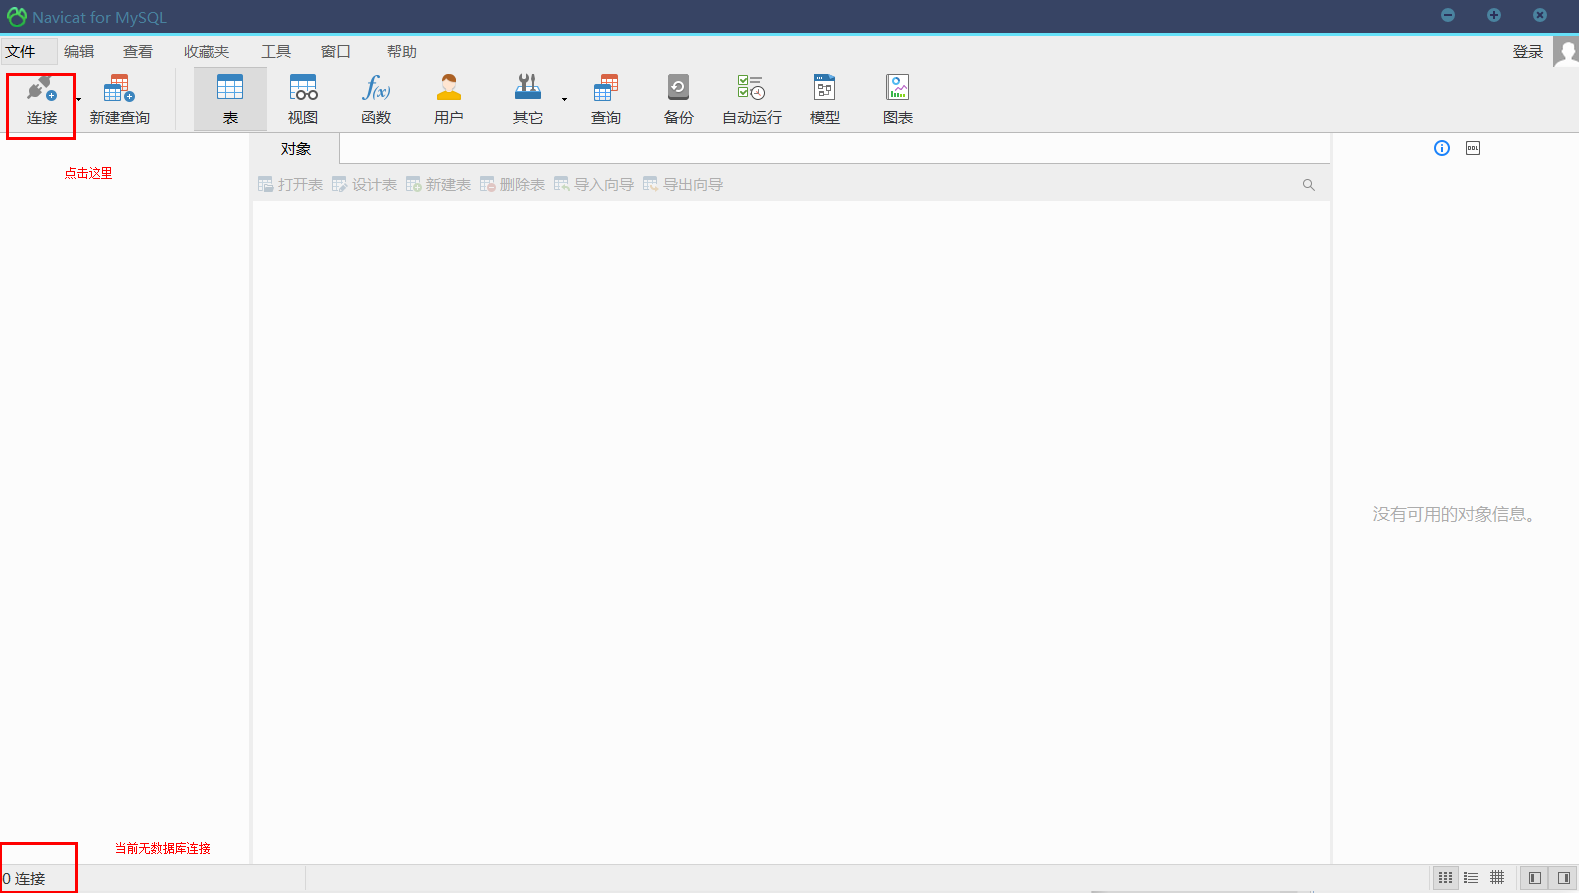 Navicat for MySQL
文件 编辑 查看 收藏夹 工具 窗口 帮助 登录
连接 新建查询 表 视图 函数 用户 其它 查询 备份 自动运行 模型 图表
对象
点击这里
打开表 设计表 新建表 删除表 导入向导 导出向导
没有可用的对象信息。
当前无数据库连接
0 连接